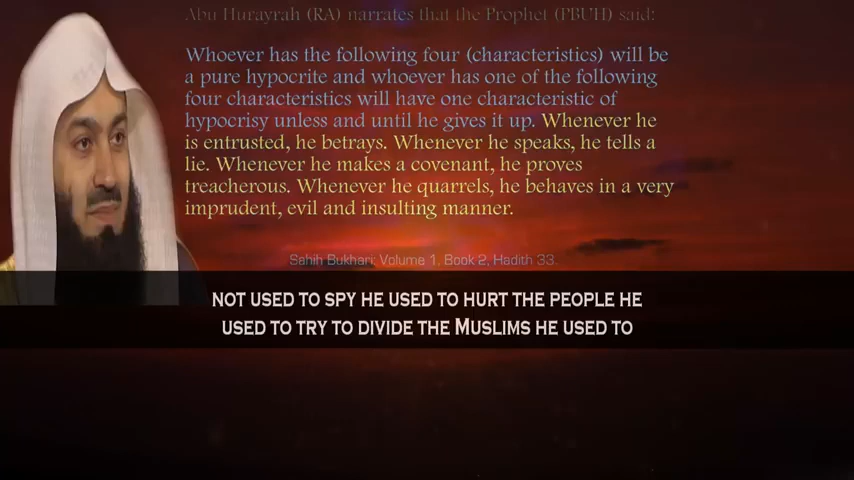 Abu Hurayrah (RA) narrates that the Prophet (PBUH) said:
Whoever has the following four (characteristics) will be
a pure hypocrite and whoever has one of the following
four characteristics will have one characteristic of
hypocrisy unless and until he gives it up. Whenever he
is entrusted, he betrays. Whenever he speaks, he tells a
lie. Whenever he makes a covenant, he proves
treacherous. Whenever he quarrels, he behaves in a very
imprudent, evil and insulting manner.
Sahih Bukhari: Volume 1, Book 2, Hadith 33.
NOT USED TO SPY HE USED TO HURT THE PEOPLE HE
USED TO TRY TO DIVIDE THE MUSLIMS HE USED TO